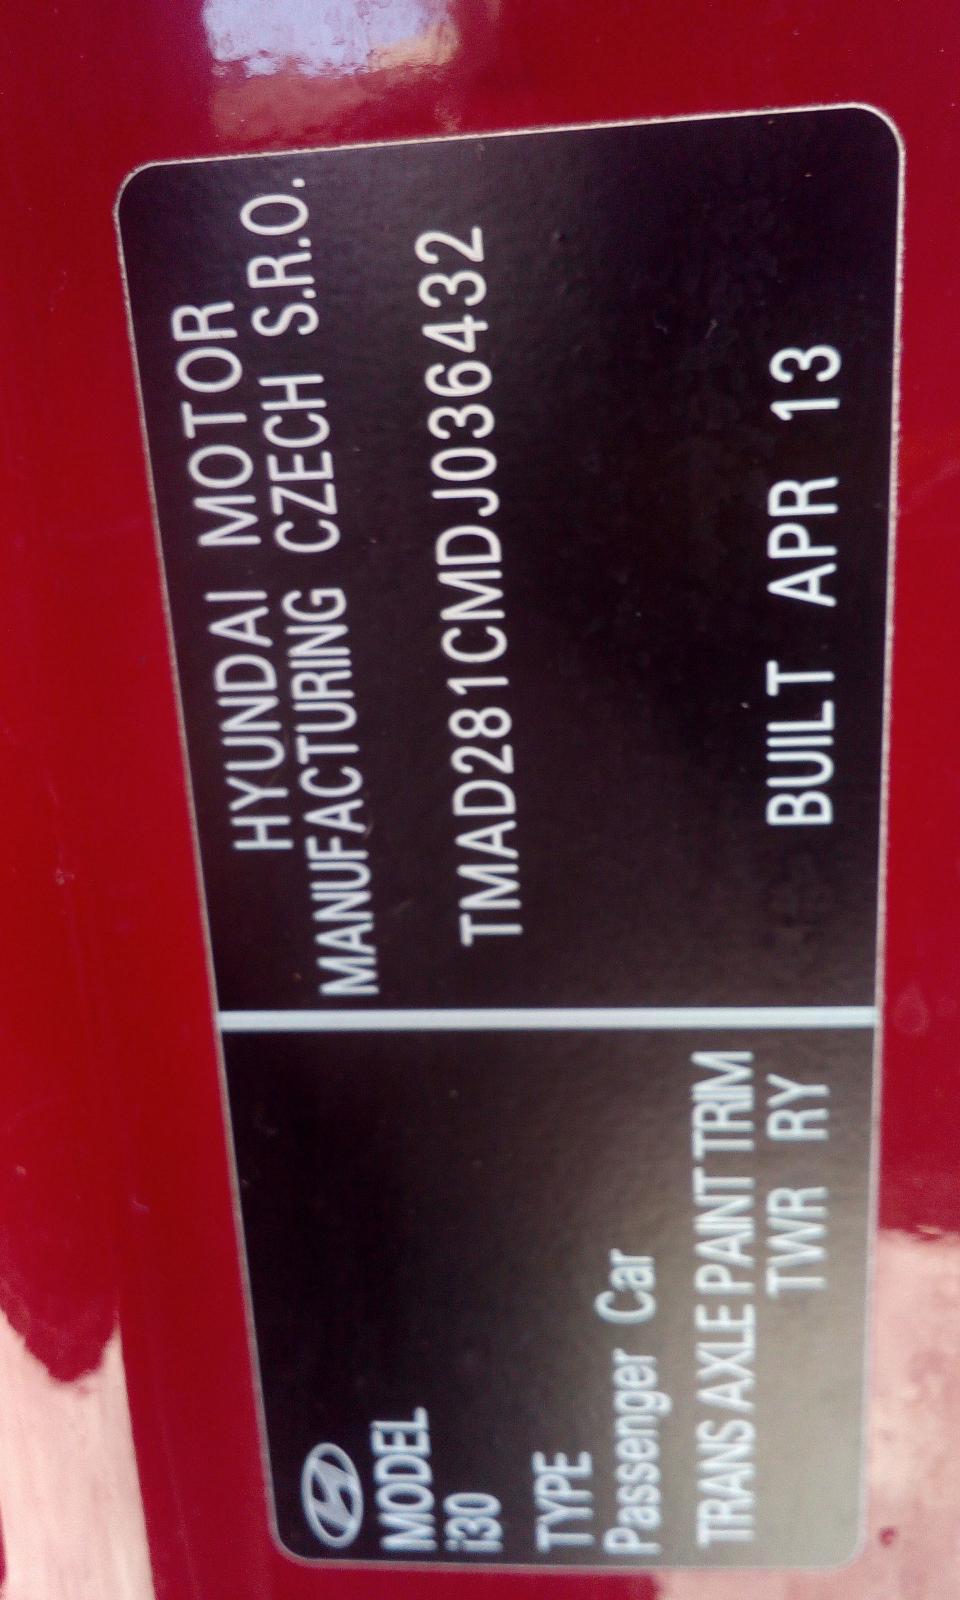 MODEL
i30
TYPE
Passenger Car
TRANS AXLE PAINT TRIM
TWR RY
HYUNDAI MOTOR
MANUFACTURING CZECH S.R.O.
TMAD281CMDJ036432
BUILT APR 13